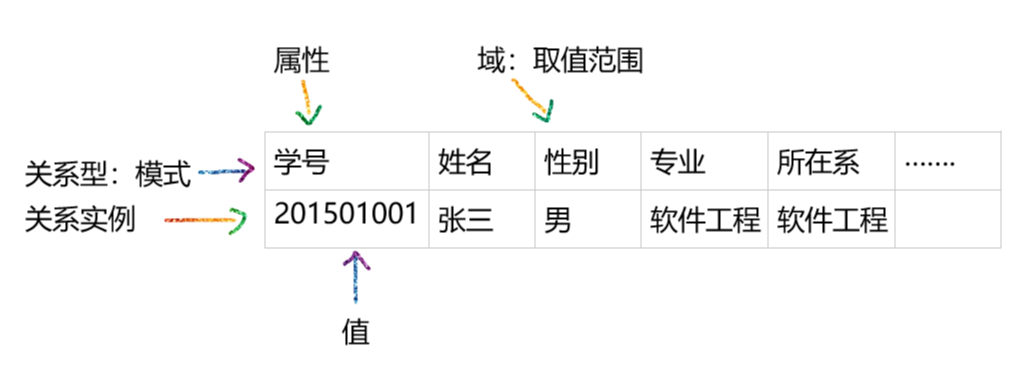 属性
域：取值范围
关系型：模式
学号 姓名 性别 专业 所在系 .......
关系实例
201501001 张三 男 软件工程 软件工程
值